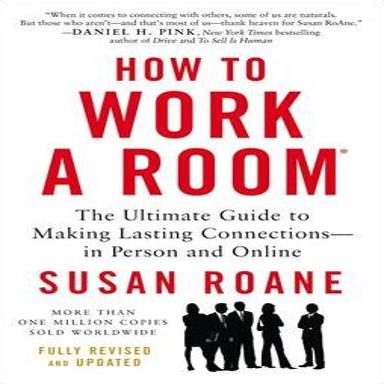 "When it comes to connecting with others, some of us are naturals.
But those who aren't—and that's most of us—thank heaven for Susan RoAne."
—DANIEL H. PINK, New York Times bestselling
author of Drive and To Sell Is Human
HOW TO
WORK
A ROOM®
The Ultimate Guide to
Making Lasting Connections—
in Person and Online
SUSAN ROANE
MORE THAN
ONE MILLION COPIES
SOLD WORLDWIDE
FULLY REVISED
AND UPDATED